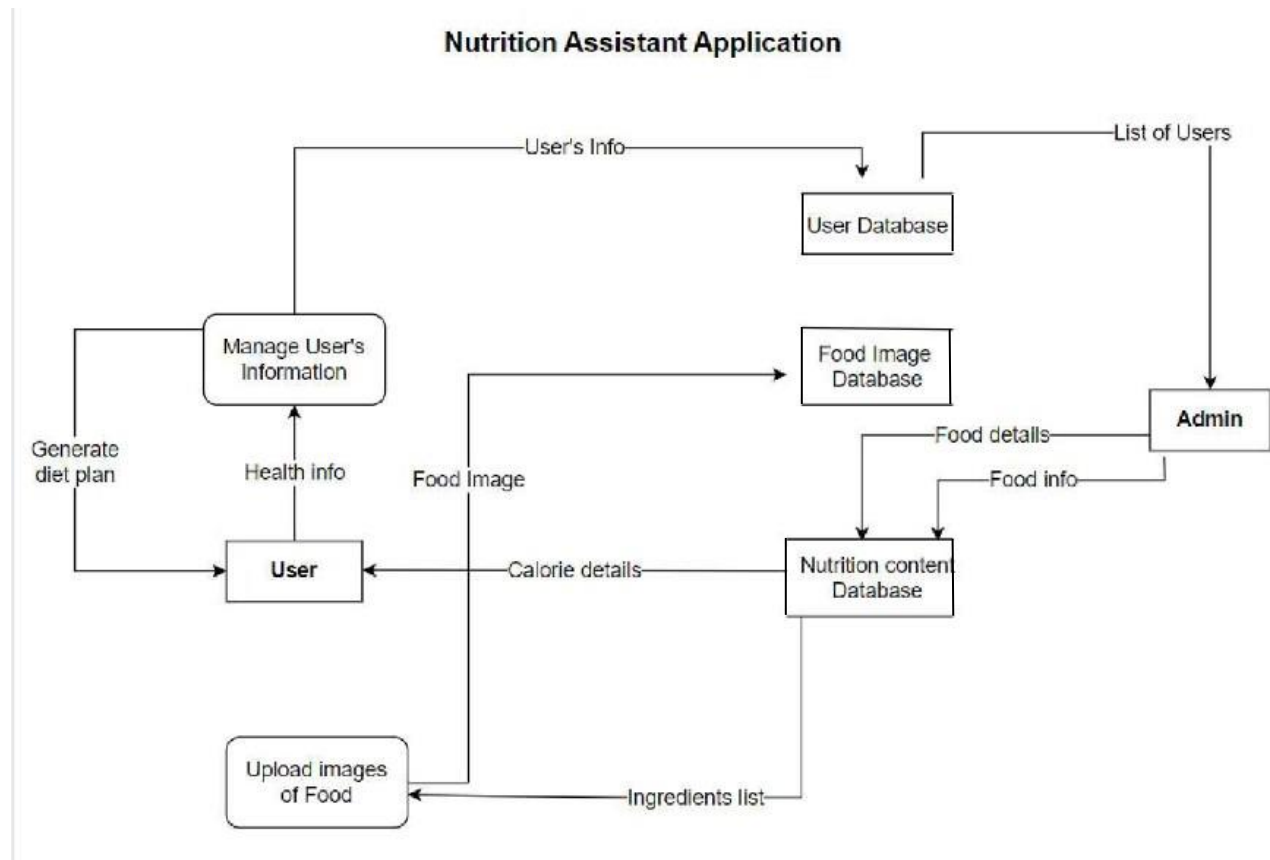 Nutrition Assistant Application
User's Info
List of Users
User Database
Manage User's
Information
Food Image
Database
Admin
Generate
diet plan
Health info
Food Image
Food details
Food info
User
Calorie details
Nutrition content
Database
Upload images
of Food
Ingredients list